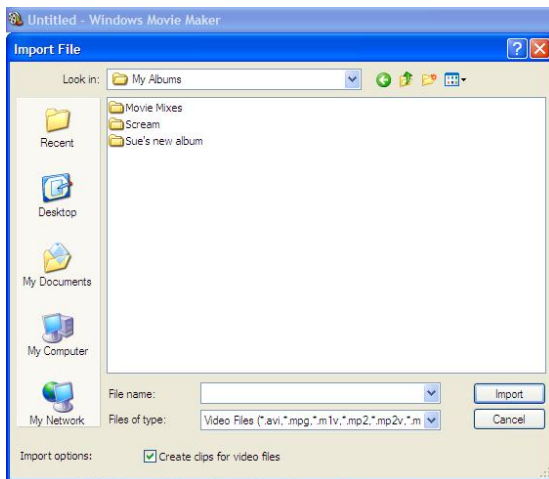 Untitled - Windows Movie Maker
Import File
Look in: My Albums
Movie Mixes
Scream
Sue's new album
Recent
Desktop
My Documents
My Computer
My Network
File name: Import
Files of type: Video Files (*.avi,*.mpg,*.m1v,*.mp2,*.mp2v,*.m Cancel
Import options: Create clips for video files